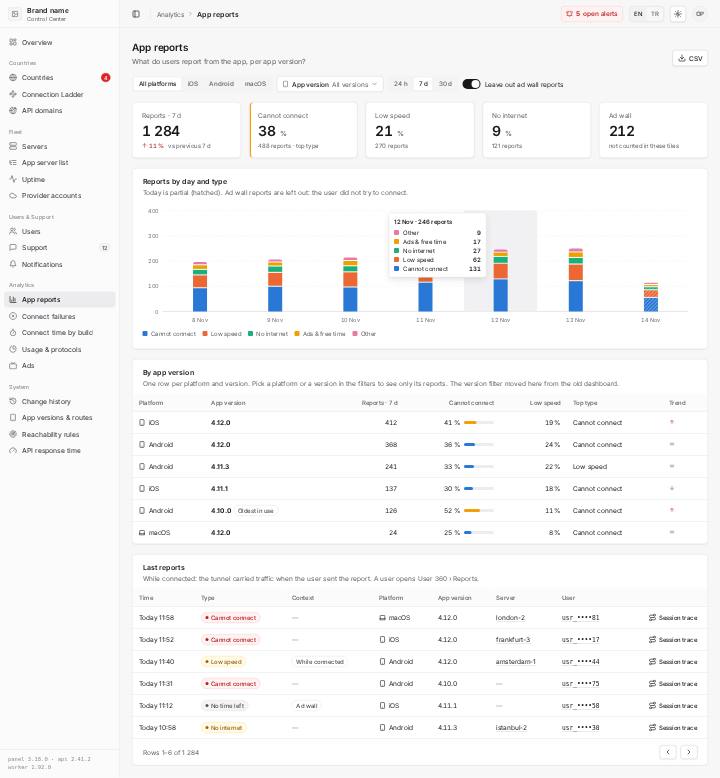 Brand name
Control Center
Overview
Countries
Countries 4
Connection Ladder
API domains
Fleet
Servers
App server list
Uptime
Provider accounts
Users & Support
Users
Support 12
Notifications
Analytics
App reports
Connect failures
Connect time by build
Usage & protocols
Ads
System
Change history
App versions & routes
Reachability rules
API response time
panel 3.18.0 · api 2.41.2
worker 1.92.0
Analytics > App reports
5 open alerts EN TR OP
App reports
What do users report from the app, per app version?
CSV
All platforms iOS Android macOS App version All versions 24 h 7 d 30 d Leave out ad wall reports
Reports · 7 d
1 284
↑ 11 % vs previous 7 d
Cannot connect
38 %
488 reports · top type
Low speed
21 %
270 reports
No internet
9 %
121 reports
Ad wall
212
not counted in these tiles
Reports by day and type
Today is partial (hatched). Ad wall reports are left out: the user did not try to connect.
400
300
200
100
0
12 Nov · 246 reports
Other 9
Ads & free time 17
No internet 27
Low speed 62
Cannot connect 131
8 Nov 9 Nov 10 Nov 11 Nov 12 Nov 13 Nov 14 Nov
Cannot connect Low speed No internet Ads & free time Other
By app version
One row per platform and version. Pick a platform or a version in the filters to see only its reports. The version filter moved here from the old dashboard.
Platform App version Reports · 7 d Cannot connect Low speed Top type Trend
iOS 4.12.0 412 41 % 19 % Cannot connect ↑
Android 4.12.0 368 36 % 24 % Cannot connect =
Android 4.11.3 241 33 % 22 % Low speed =
iOS 4.11.1 137 30 % 18 % Cannot connect ↓
Android 4.10.0 Oldest in use 126 52 % 11 % Cannot connect ↑
macOS 4.12.0 24 25 % 8 % Cannot connect =
Last reports
While connected: the tunnel carried traffic when the user sent the report. A user opens User 360 › Reports.
Time Type Context Platform App version Server User
Today 11:58 Cannot connect — macOS 4.12.0 london-2 usr_••••81 Session trace
Today 11:52 Cannot connect — iOS 4.12.0 frankfurt-3 usr_••••17 Session trace
Today 11:40 Low speed While connected Android 4.12.0 amsterdam-1 usr_••••44 Session trace
Today 11:31 Cannot connect — Android 4.10.0 — usr_••••75 Session trace
Today 11:12 No time left Ad wall iOS 4.11.1 — usr_••••58 Session trace
Today 10:58 No internet — Android 4.11.3 istanbul-2 usr_••••30 Session trace
Rows 1–6 of 1 284